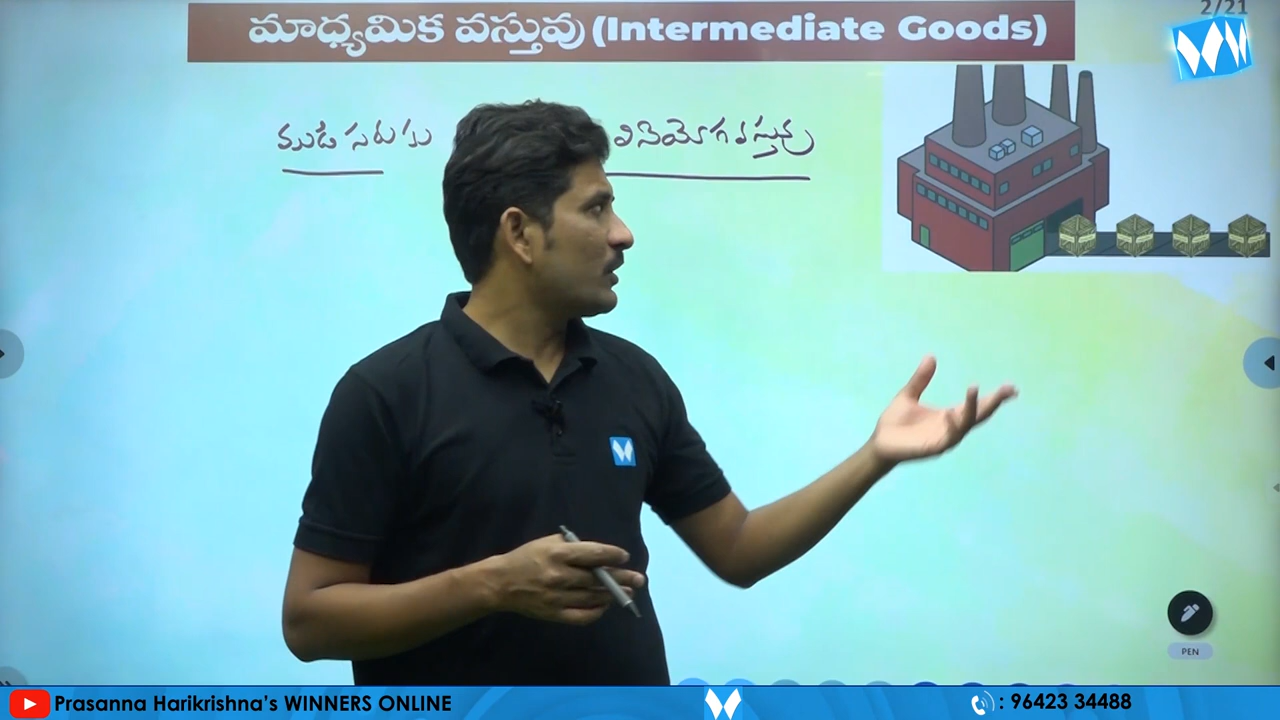 2/21
మాధ్యమిక వస్తువు (Intermediate Goods)
ముడి సరుకు వినియోగవస్తువు
PEN
Prasanna Harikrishna's WINNERS ONLINE
: 96423 34488